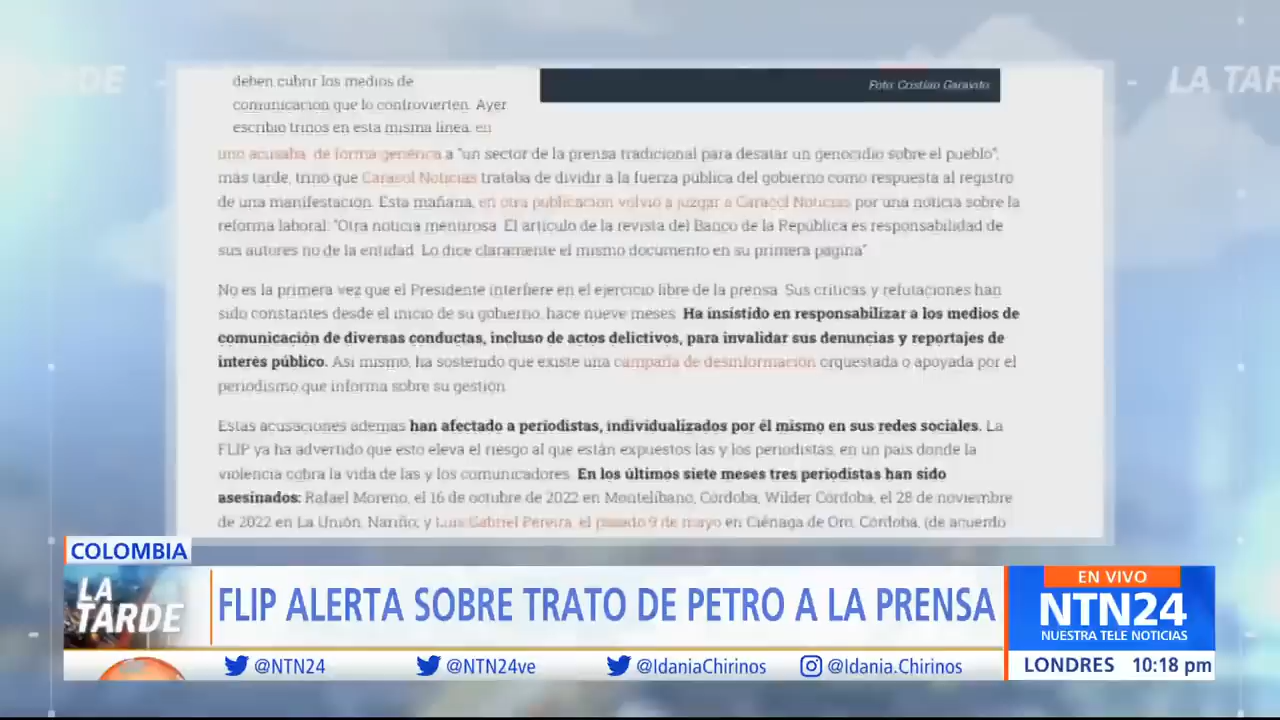 ARDE -
- LA TAR
deben cubrir los medios de
comunicación que lo controvierten. Ayer
escribió trinos en esta misma línea, en
Foto: Cristian Garavito
uno acusaba de forma genérica a "un sector de la prensa tradicional para desatar un genocidio sobre el pueblo";
más tarde, trinó que Caracol Noticias trataba de dividir a la fuerza pública del gobierno como respuesta al registro
de una manifestación. Esta mañana, en otra publicación volvió a juzgar a Caracol Noticias por una noticia sobre la
reforma laboral: "Otra noticia mentirosa. El artículo de la revista del Banco de la República es responsabilidad de
sus autores no de la entidad. Lo dice claramente el mismo documento en su primera página"
No es la primera vez que el Presidente interfiere en el ejercicio libre de la prensa. Sus críticas y refutaciones han
sido constantes desde el inicio de su gobierno, hace nueve meses. Ha insistido en responsabilizar a los medios de
comunicación de diversas conductas, incluso de actos delictivos, para invalidar sus denuncias y reportajes de
interés público. Así mismo, ha sostenido que existe una campaña de desinformación orquestada o apoyada por el
periodismo que informa sobre su gestión.
Estas acusaciones además han afectado a periodistas, individualizados por él mismo en sus redes sociales. La
FLIP ya ha advertido que esto eleva el riesgo al que están expuestos las y los periodistas, en un país donde la
violencia cobra la vida de las y los comunicadores. En los últimos siete meses tres periodistas han sido
asesinados: Rafael Moreno, el 16 de octubre de 2022 en Montelíbano, Córdoba, Wilder Córdoba, el 28 de noviembre
de 2022 en La Unión, Nariño, y Luis Gabriel Pereira, el pasado 9 de mayo en Ciénaga de Oro, Córdoba, (de acuerdo
COLOMBIA
LA TARDE
FLIP ALERTA SOBRE TRATO DE PETRO A LA PRENSA
EN VIVO
NTN24
NUESTRA TELE NOTICIAS
@NTN24 @NTN24ve @IdaniaChirinos @Idania.Chirinos
LONDRES 10:18 pm